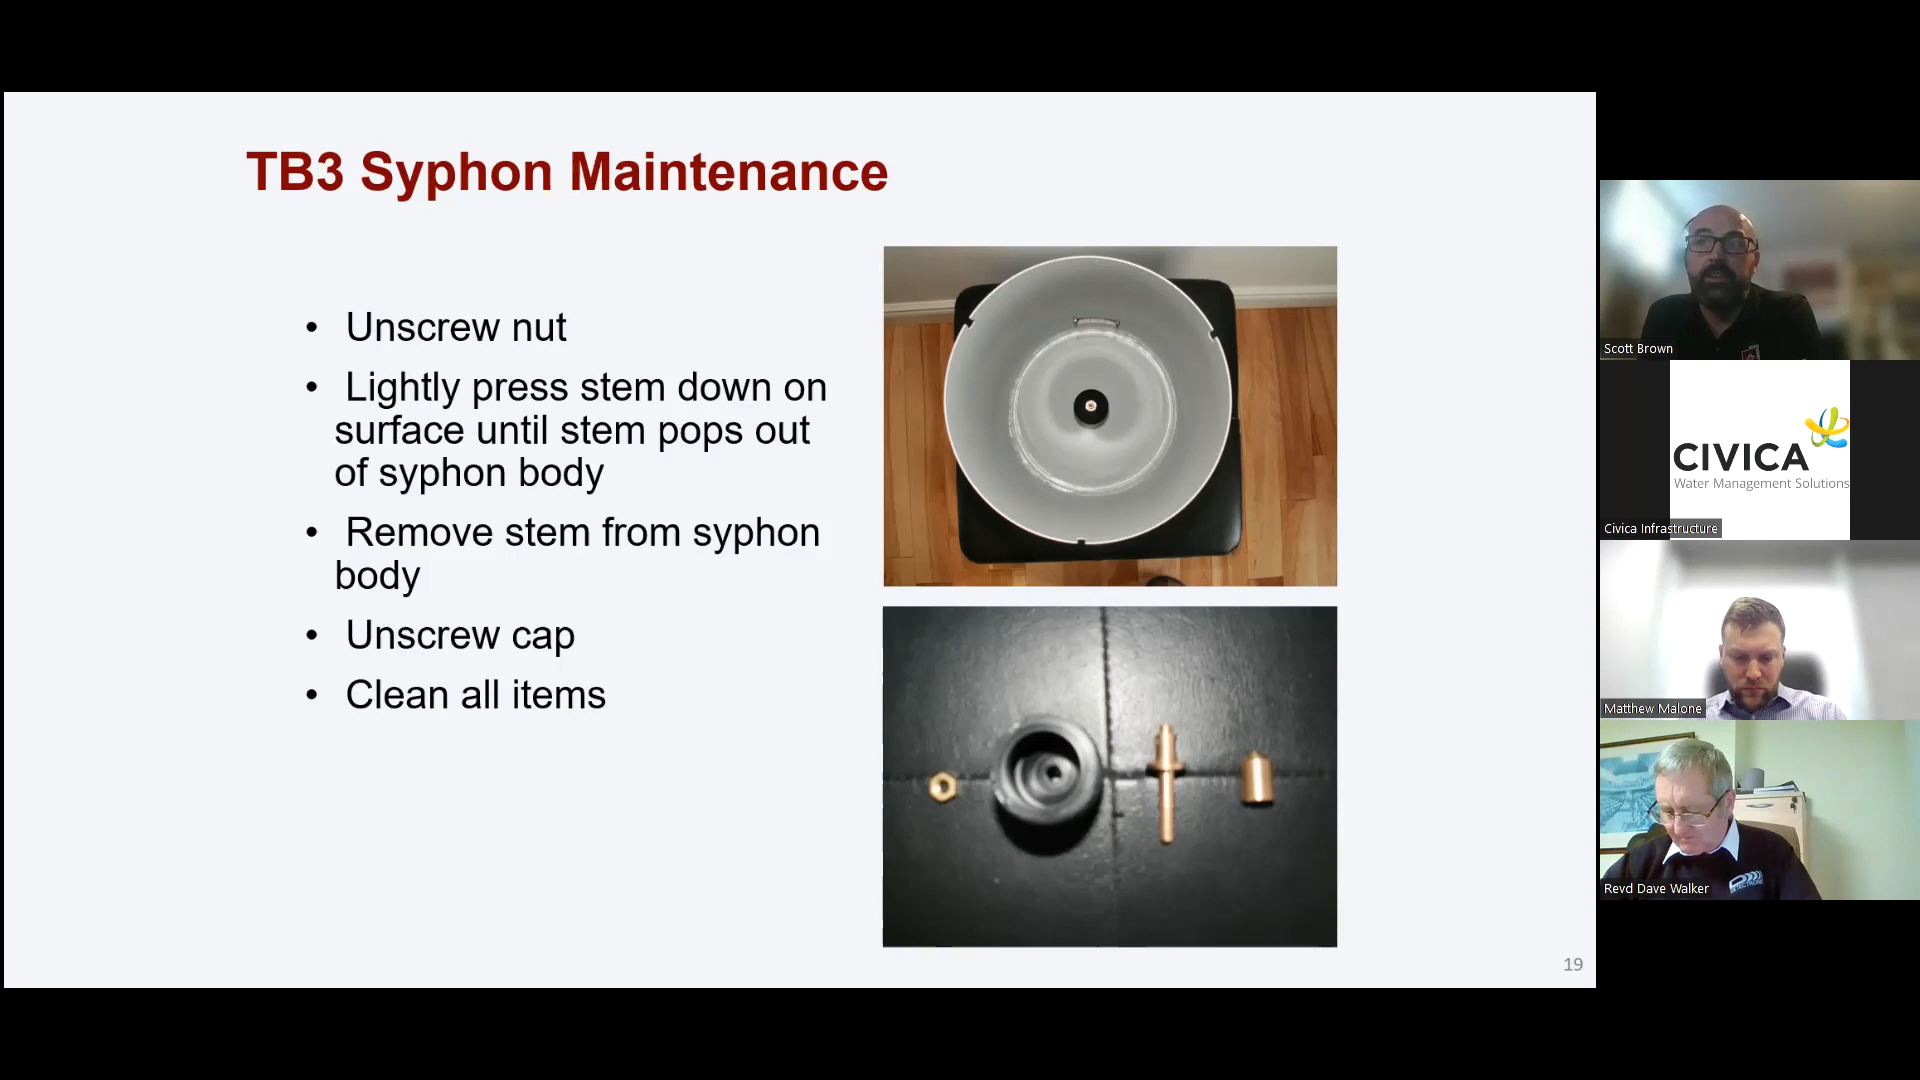 TB3 Syphon Maintenance
• Unscrew nut
• Lightly press stem down on
surface until stem pops out
of syphon body
• Remove stem from syphon
body
• Unscrew cap
• Clean all items
19
Scott Brown
CIVICA
Water Management Solutions
Civica Infrastructure
Matthew Malone
Revd Dave Walker